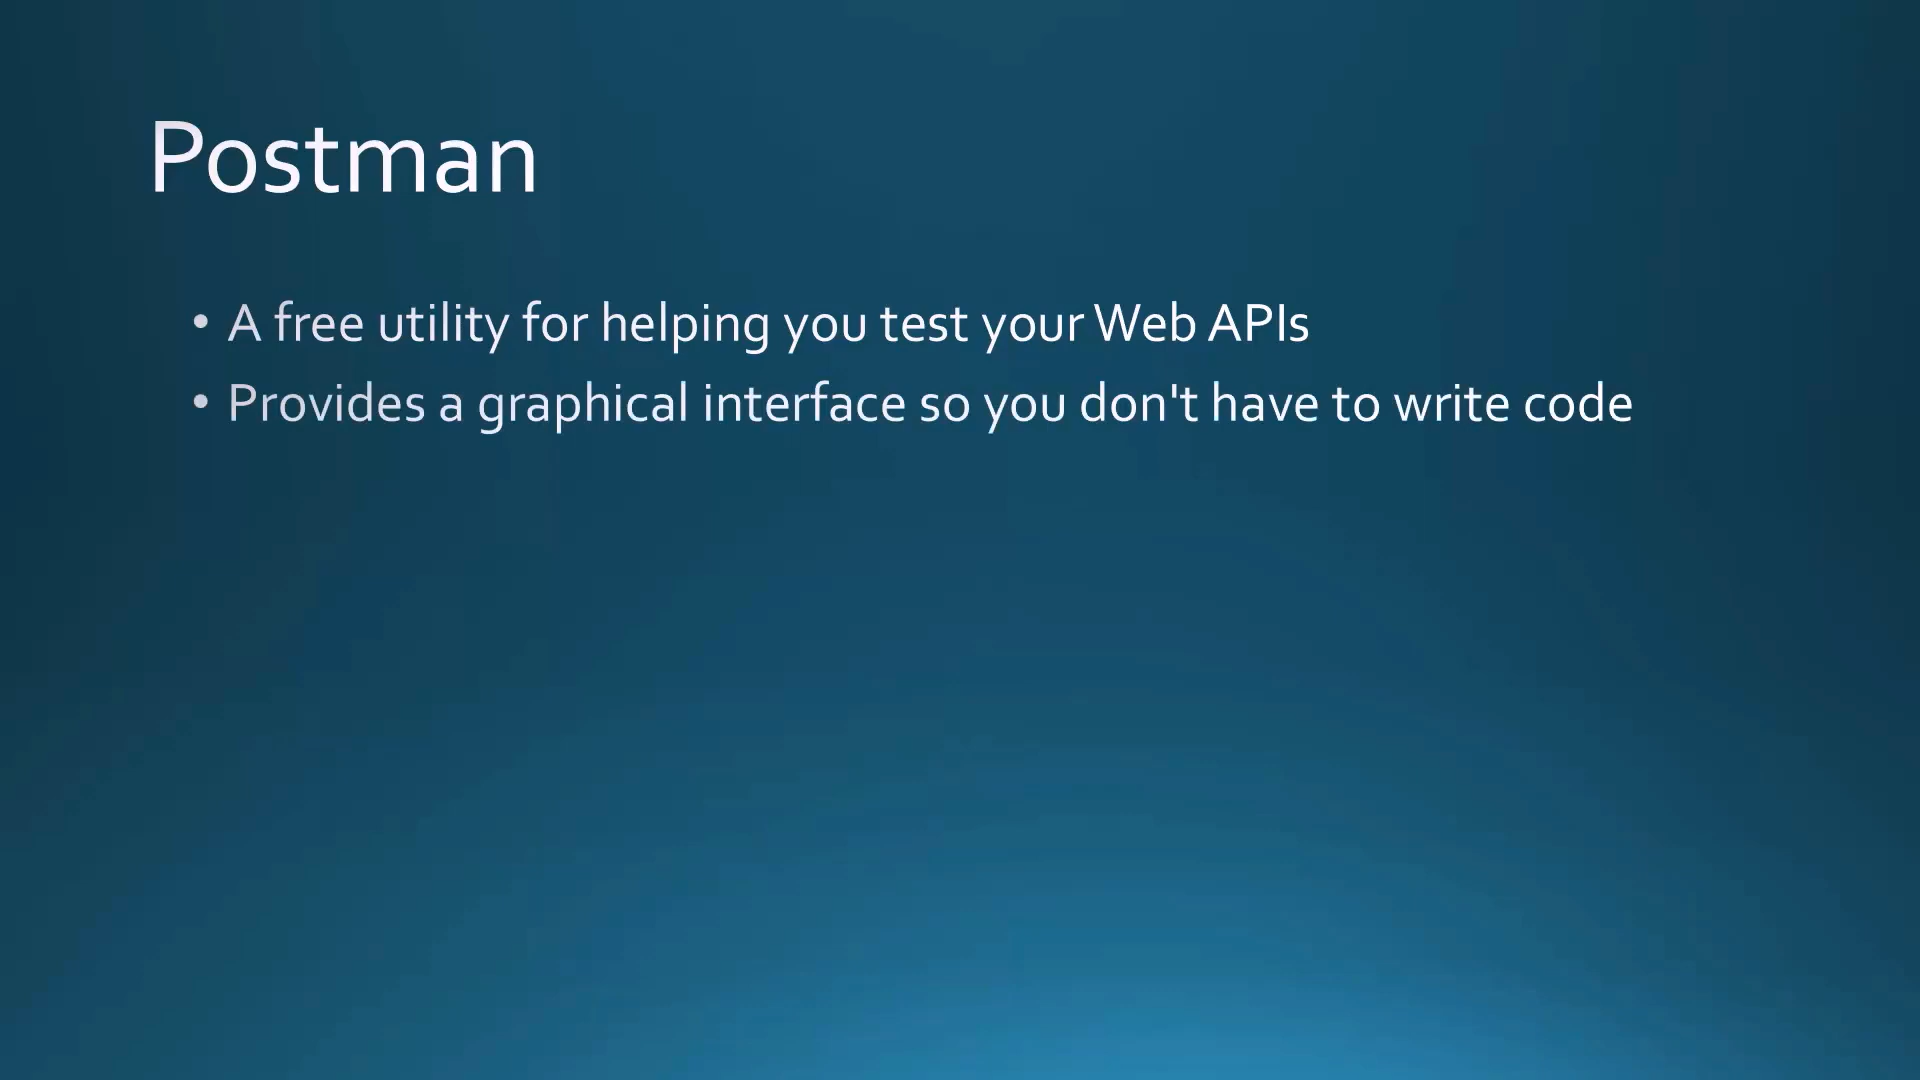 Postman
• A free utility for helping you test your Web APIs
• Provides a graphical interface so you don't have to write code